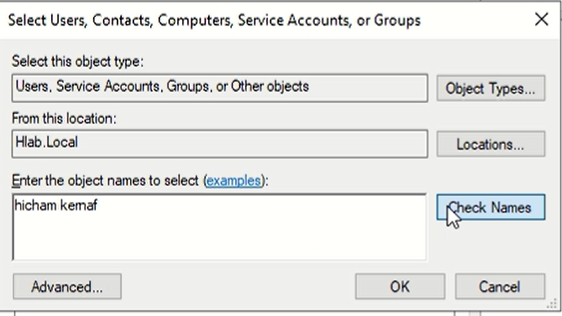 Select Users, Contacts, Computers, Service Accounts, or Groups
Select this object type:
Users, Service Accounts, Groups, or Other objects
Object Types...
From this location:
Hlab.Local
Locations...
Enter the object names to select (examples):
hicham kernaf
Check Names
Advanced...
OK
Cancel